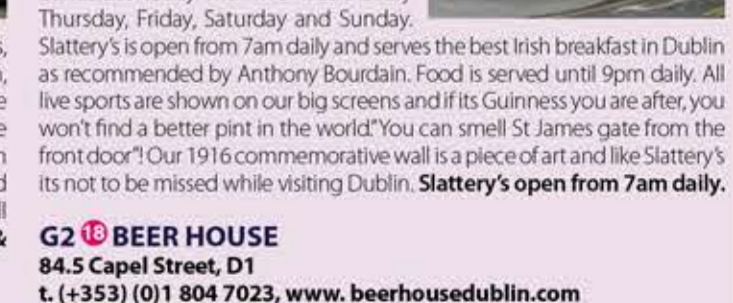 Thursday, Friday, Saturday and Sunday.
Slattery's is open from 7am daily and serves the best Irish breakfast in Dublin
as recommended by Anthony Bourdain. Food is served until 9pm daily. All
live sports are shown on our big screens and if its Guinness you are after, you
won't find a better pint in the world."You can smell St James gate from the
front door"! Our 1916 commemorative wall is a piece of art and like Slattery's
its not to be missed while visiting Dublin. Slattery's open from 7am daily.
G2 18 BEER HOUSE
84.5 Capel Street, D1
t. (+353) (0)1 804 7023, www. beerhousedublin.com